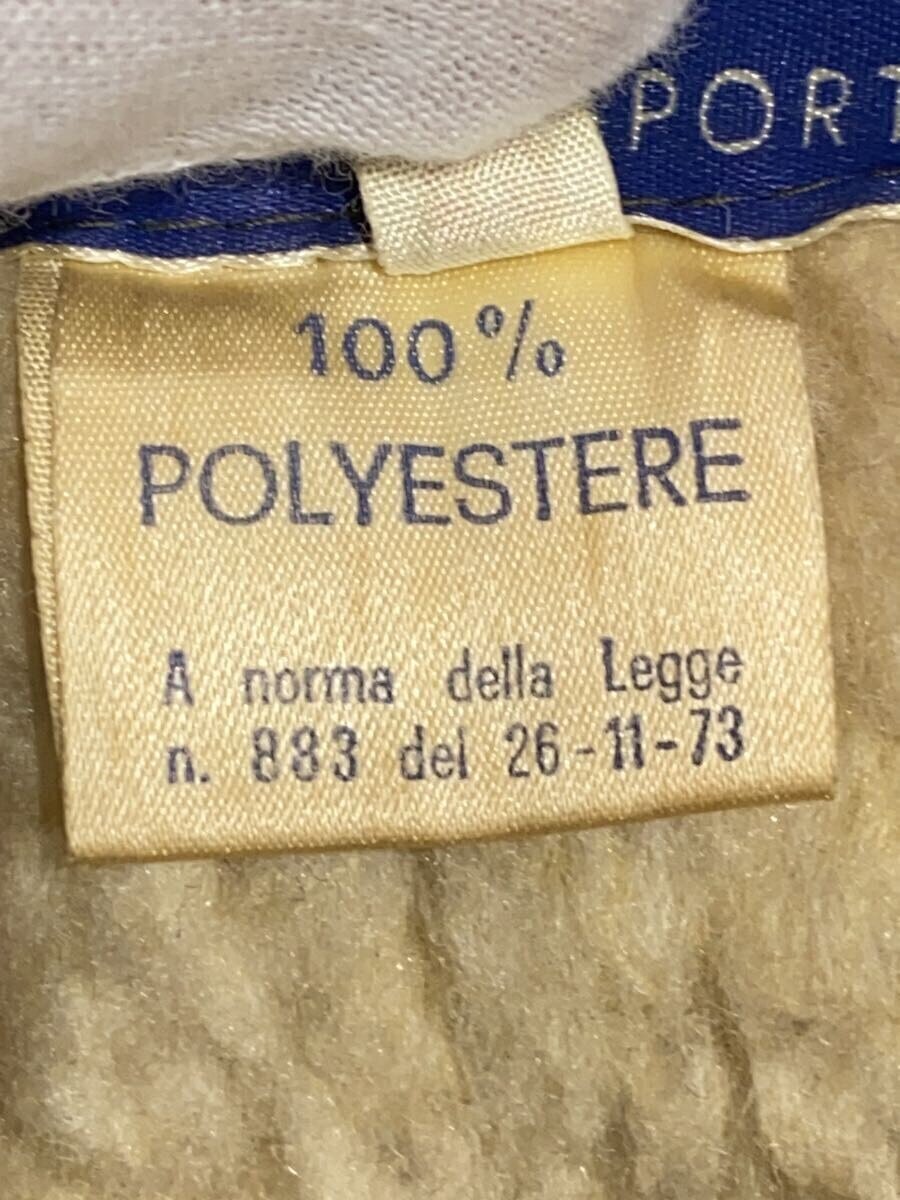 PORT
100%
POLYESTERE
A norma della Legge
n. 883 del 26-11-73